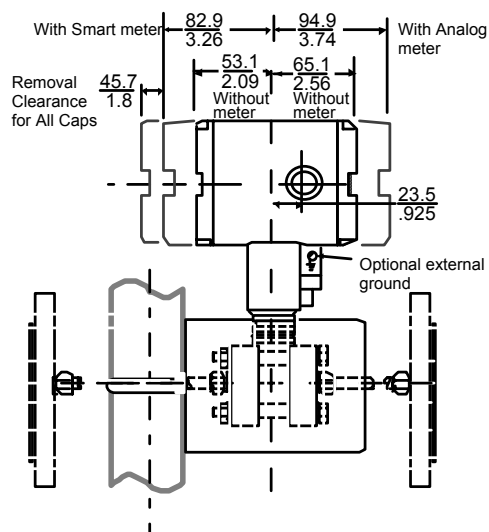 With Smart meter
82.9
3.26
94.9
3.74
With Analog
meter
53.1
2.09
Without
meter
65.1
2.56
Without
meter
Removal
Clearance
for All Caps
45.7
1.8
23.5
.925
Optional external
ground